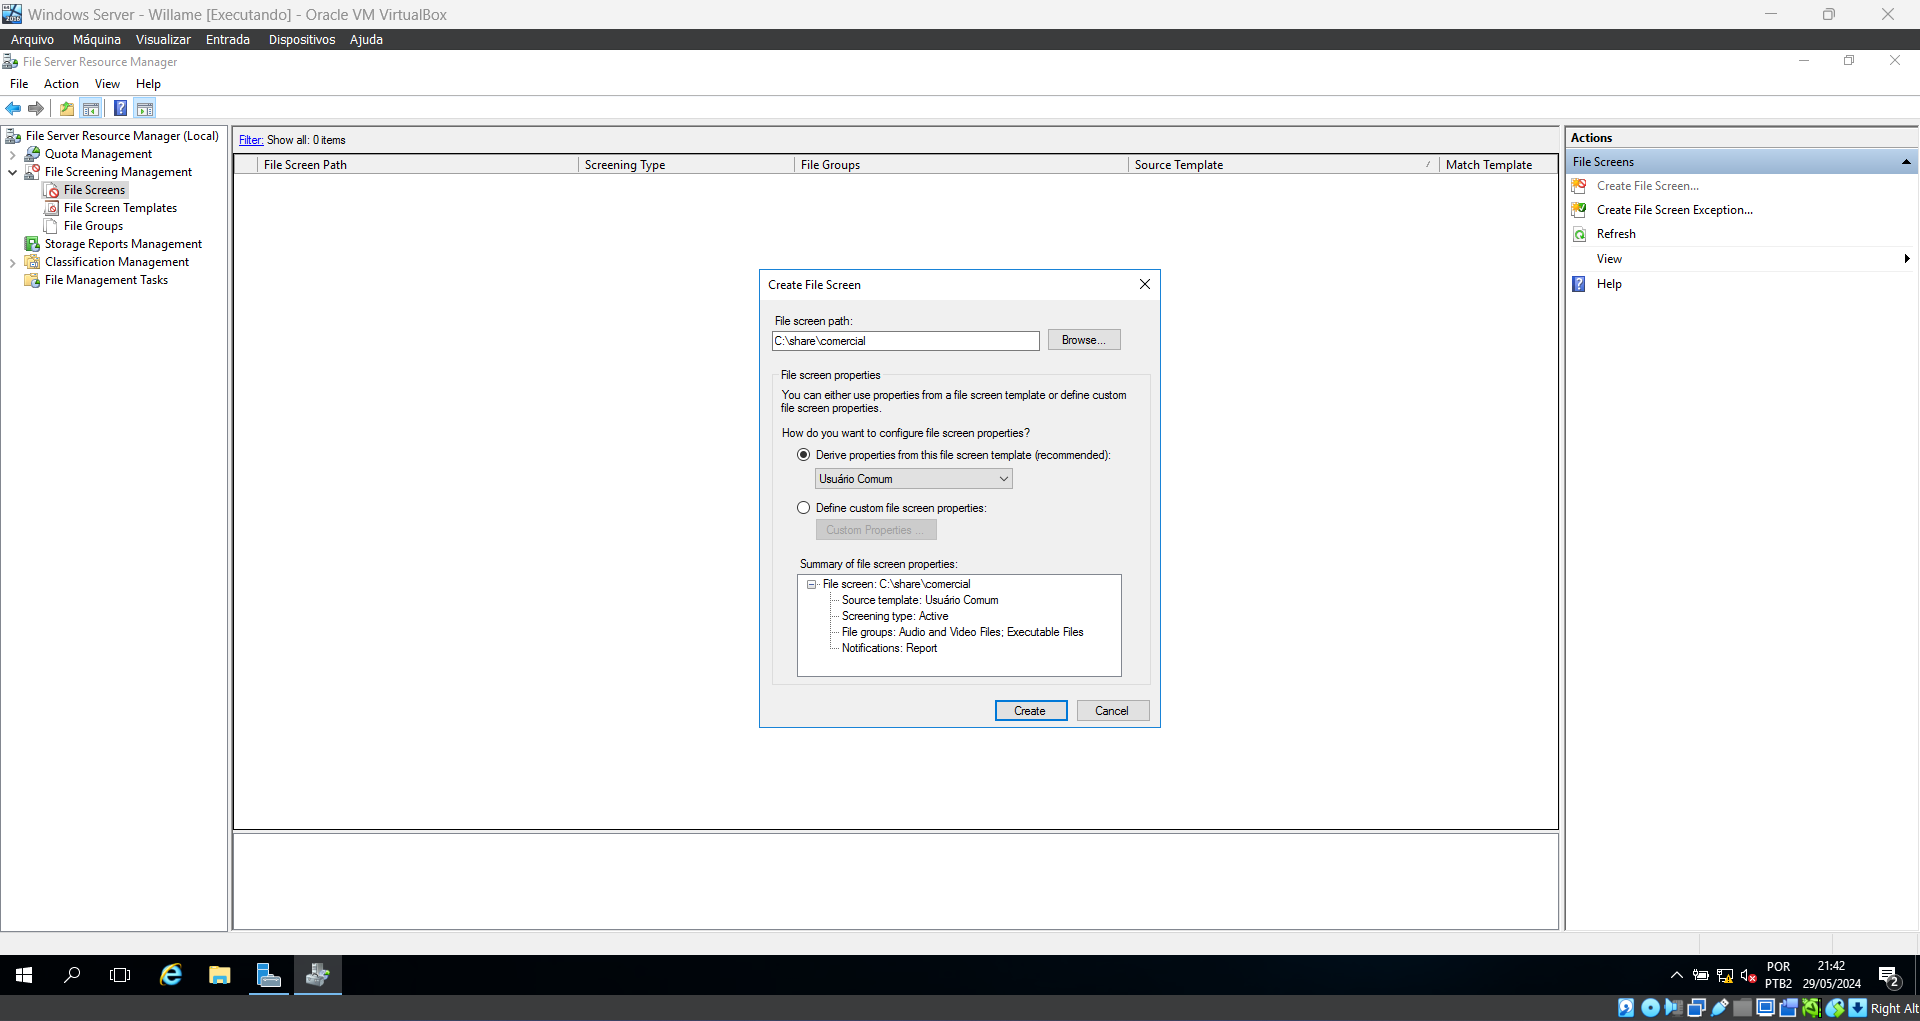 Windows Server - Willame [Executando] - Oracle VM VirtualBox
Arquivo Máquina Visualizar Entrada Dispositivos Ajuda
File Server Resource Manager
File Action View Help
File Server Resource Manager (Local)
Quota Management
File Screening Management
File Screens
File Screen Templates
File Groups
Storage Reports Management
Classification Management
File Management Tasks
Filter: Show all: 0 items
File Screen Path Screening Type File Groups Source Template Match Template
Actions
File Screens
Create File Screen...
Create File Screen Exception...
Refresh
View
Help
Create File Screen
File screen path:
C:\share\comercial Browse...
File screen properties
You can either use properties from a file screen template or define custom
file screen properties.
How do you want to configure file screen properties?
Derive properties from this file screen template (recommended):
Usuário Comum
Define custom file screen properties:
Custom Properties ...
Summary of file screen properties:
File screen: C:\share\comercial
Source template: Usuário Comum
Screening type: Active
File groups: Audio and Video Files; Executable Files
Notifications: Report
Create Cancel
POR 21:42
PTB2 29/05/2024 2
Right Alt